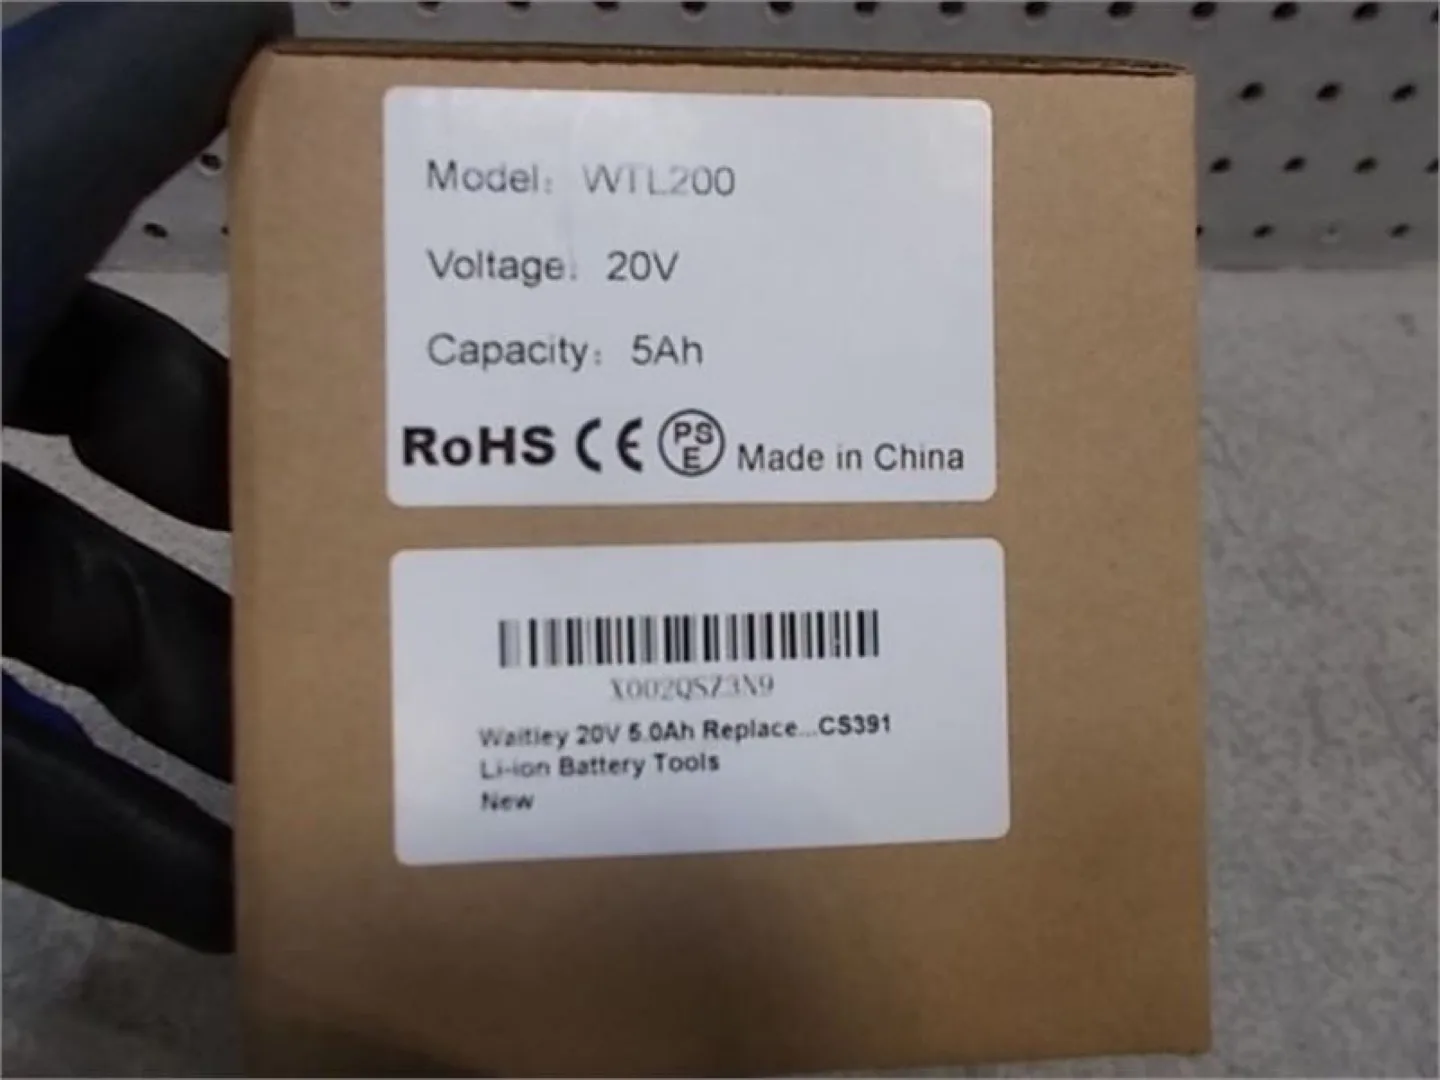 Model: WTL200
Voltage: 20V
Capacity: 5Ah
RoHS CE PSE Made in China
X002QSZ3N9
Waitley 20V 5.0Ah Replace...CS391
Li-ion Battery Tools
New